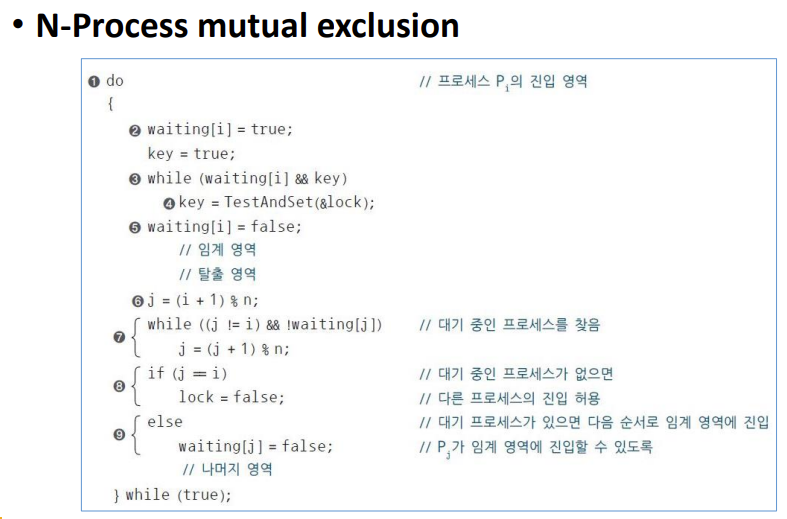 • N-Process mutual exclusion
❶ do // 프로세스 Pi의 진입 영역
{
❷ waiting[i] = true;
key = true;
❸ while (waiting[i] && key)
❹ key = TestAndSet(&lock);
❺ waiting[i] = false;
// 임계 영역
// 탈출 영역
❻ j = (i + 1) % n;
❼ while ((j != i) && !waiting[j]) // 대기 중인 프로세스를 찾음
j = (j + 1) % n;
❽ if (j == i) // 대기 중인 프로세스가 없으면
lock = false; // 다른 프로세스의 진입 허용
❾ else // 대기 프로세스가 있으면 다음 순서로 임계 영역에 진입
waiting[j] = false; // Pj가 임계 영역에 진입할 수 있도록
// 나머지 영역
} while (true);